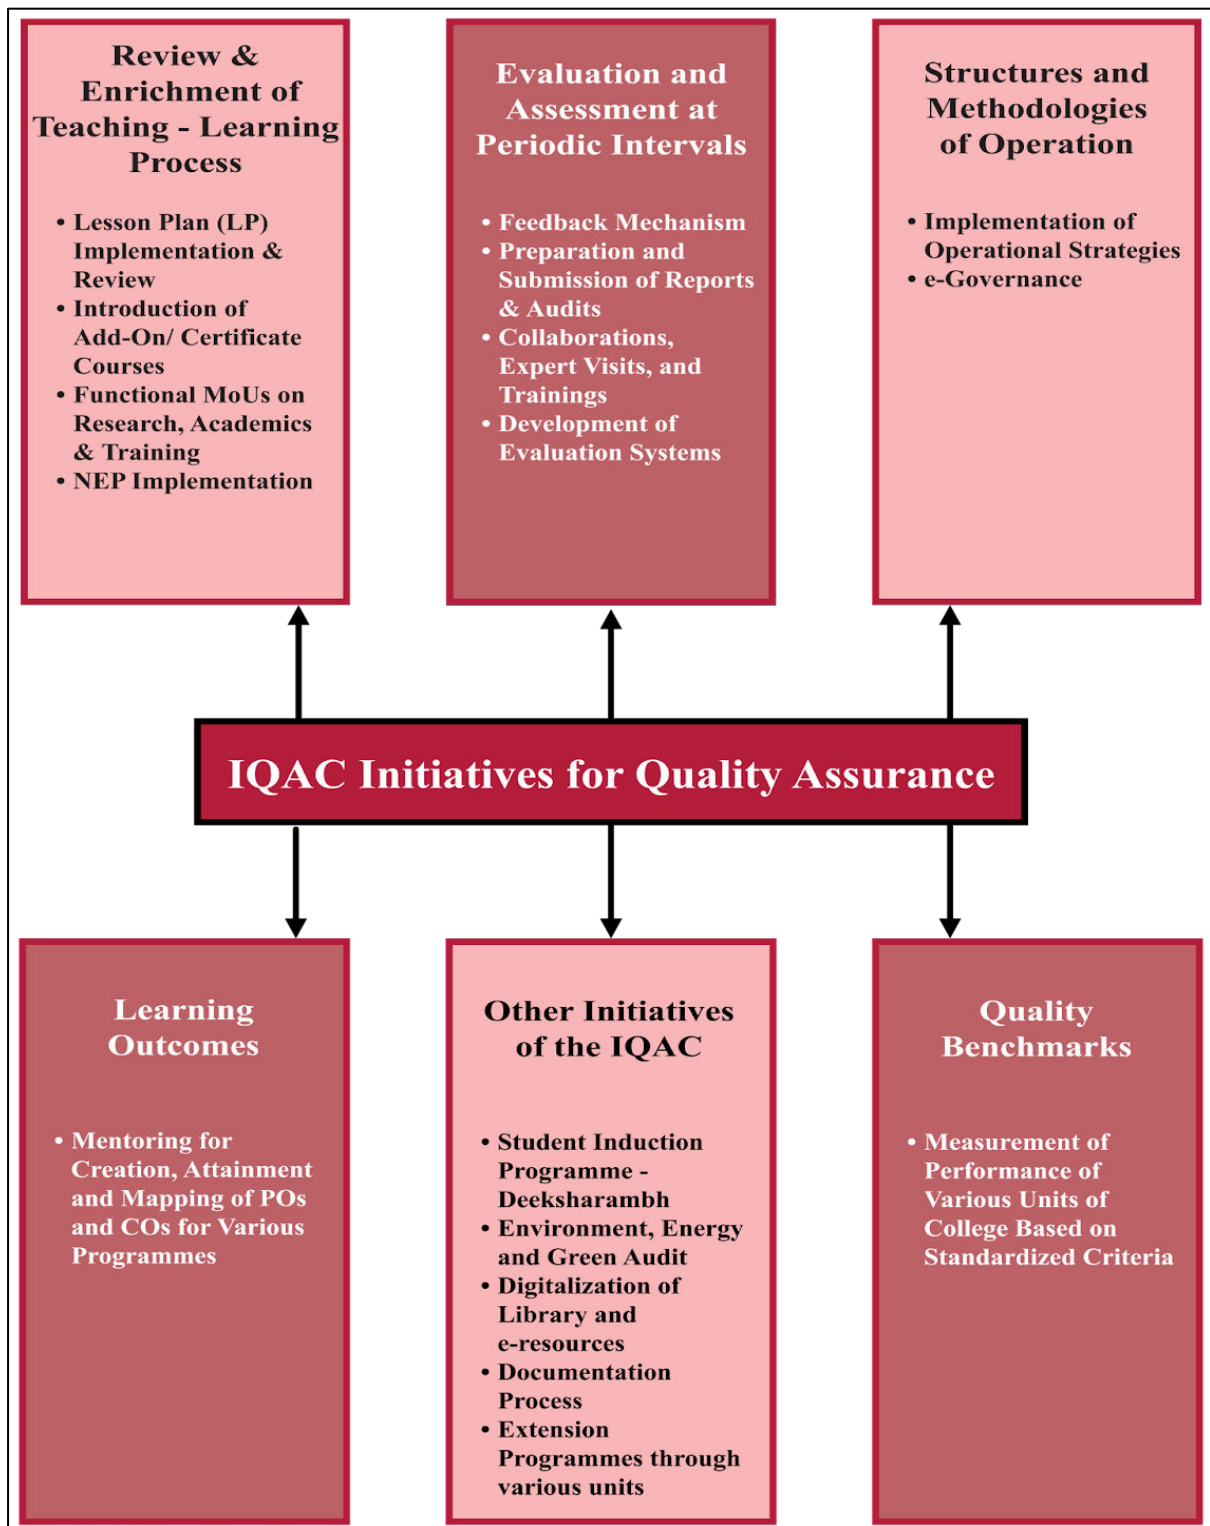 Review &
Enrichment of
Teaching - Learning
Process
• Lesson Plan (LP)
Implementation &
Review
• Introduction of
Add-On/ Certificate
Courses
• Functional MoUs on
Research, Academics
& Training
• NEP Implementation
Evaluation and
Assessment at
Periodic Intervals
• Feedback Mechanism
• Preparation and
Submission of Reports
& Audits
• Collaborations,
Expert Visits, and
Trainings
• Development of
Evaluation Systems
Structures and
Methodologies
of Operation
• Implementation of
Operational Strategies
• e-Governance
IQAC Initiatives for Quality Assurance
Learning
Outcomes
• Mentoring for
Creation, Attainment
and Mapping of POs
and COs for Various
Programmes
Other Initiatives
of the IQAC
• Student Induction
Programme -
Deeksharambh
• Environment, Energy
and Green Audit
• Digitalization of
Library and
e-resources
• Documentation
Process
• Extension
Programmes through
various units
Quality
Benchmarks
• Measurement of
Performance of
Various Units of
College Based on
Standardized Criteria